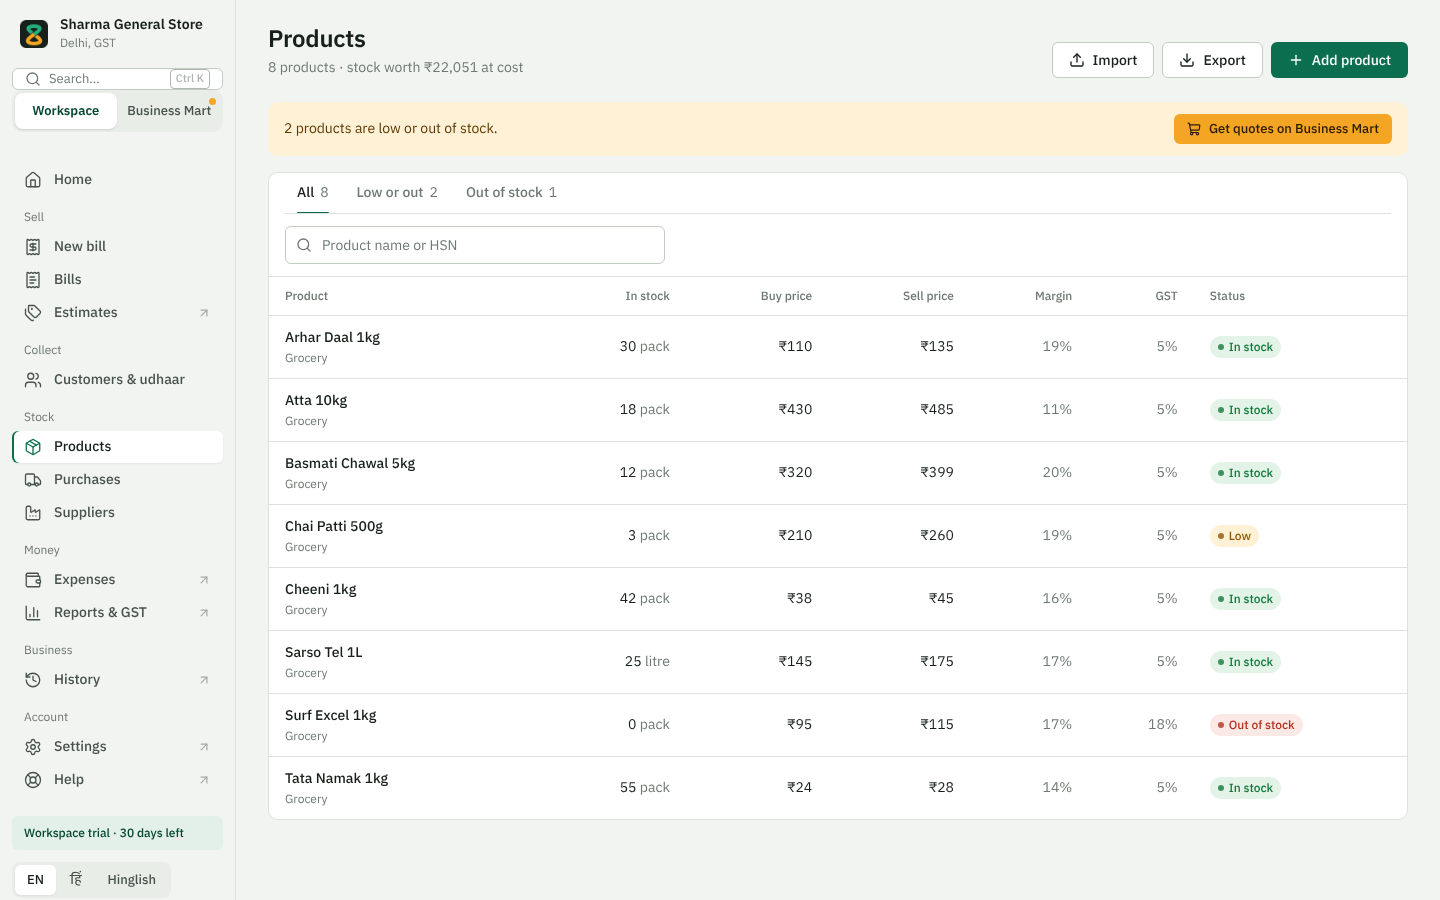 Sharma General Store
Delhi, GST
Search...
Ctrl K
Workspace
Business Mart
Home
Sell
New bill
Bills
Estimates
Collect
Customers & udhaar
Stock
Products
Purchases
Suppliers
Money
Expenses
Reports & GST
Business
History
Account
Settings
Help
Workspace trial · 30 days left
EN हिं Hinglish
Products
8 products · stock worth ₹22,051 at cost
Import
Export
Add product
2 products are low or out of stock.
Get quotes on Business Mart
All 8 Low or out 2 Out of stock 1
Product name or HSN
Product In stock Buy price Sell price Margin GST Status
Arhar Daal 1kg
Grocery
30 pack ₹110 ₹135 19% 5% In stock
Atta 10kg
Grocery
18 pack ₹430 ₹485 11% 5% In stock
Basmati Chawal 5kg
Grocery
12 pack ₹320 ₹399 20% 5% In stock
Chai Patti 500g
Grocery
3 pack ₹210 ₹260 19% 5% Low
Cheeni 1kg
Grocery
42 pack ₹38 ₹45 16% 5% In stock
Sarso Tel 1L
Grocery
25 litre ₹145 ₹175 17% 5% In stock
Surf Excel 1kg
Grocery
0 pack ₹95 ₹115 17% 18% Out of stock
Tata Namak 1kg
Grocery
55 pack ₹24 ₹28 14% 5% In stock